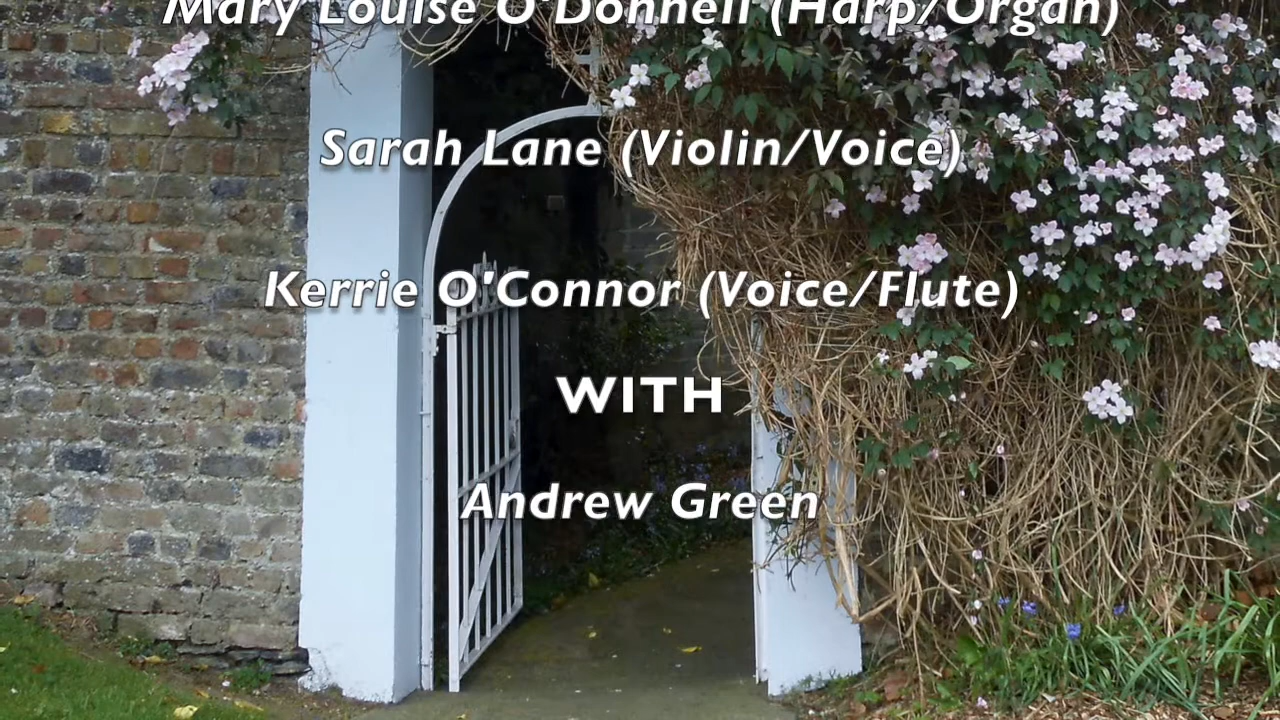 Mary Louise O'Donnell (Harp/Organ)
Sarah Lane (Violin/Voice)
Kerrie O'Connor (Voice/Flute)
WITH
Andrew Green